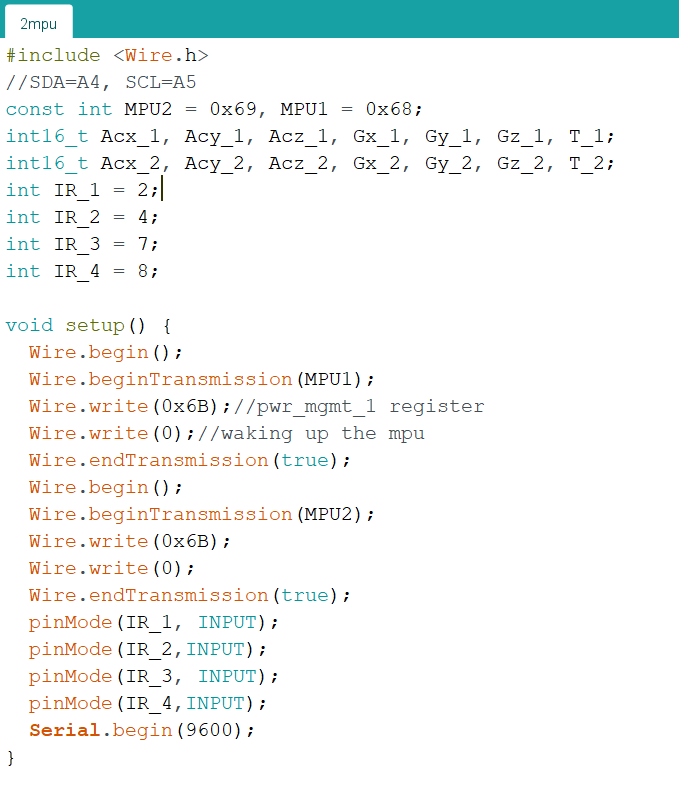 2mpu
#include <Wire.h>
//SDA=A4, SCL=A5
const int MPU2 = 0x69, MPU1 = 0x68;
int16_t Acx_1, Acy_1, Acz_1, Gx_1, Gy_1, Gz_1, T_1;
int16_t Acx_2, Acy_2, Acz_2, Gx_2, Gy_2, Gz_2, T_2;
int IR_1 = 2;
int IR_2 = 4;
int IR_3 = 7;
int IR_4 = 8;

void setup() {
  Wire.begin();
  Wire.beginTransmission(MPU1);
  Wire.write(0x6B);//pwr_mgmt_1 register
  Wire.write(0);//waking up the mpu
  Wire.endTransmission(true);
  Wire.begin();
  Wire.beginTransmission(MPU2);
  Wire.write(0x6B);
  Wire.write(0);
  Wire.endTransmission(true);
  pinMode(IR_1, INPUT);
  pinMode(IR_2,INPUT);
  pinMode(IR_3, INPUT);
  pinMode(IR_4,INPUT);
  Serial.begin(9600);
}